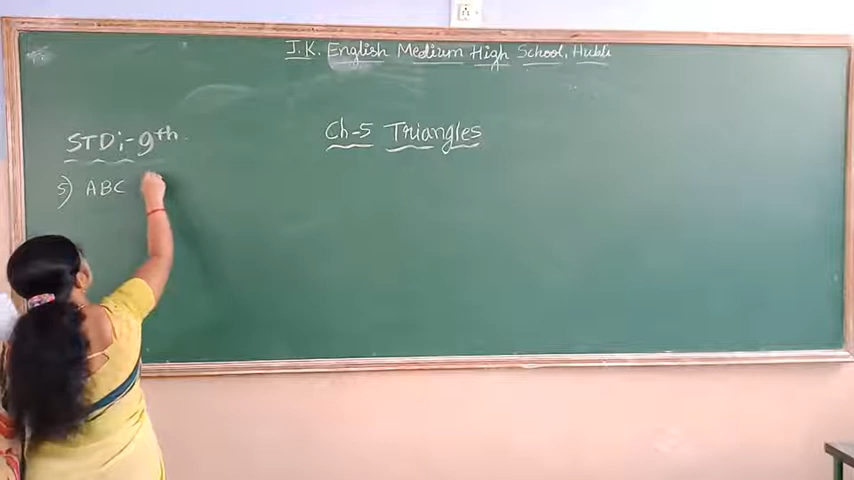 J.K. English Medium High School, Hubli
Ch-5 Triangles
STD:-9th
5) ABC